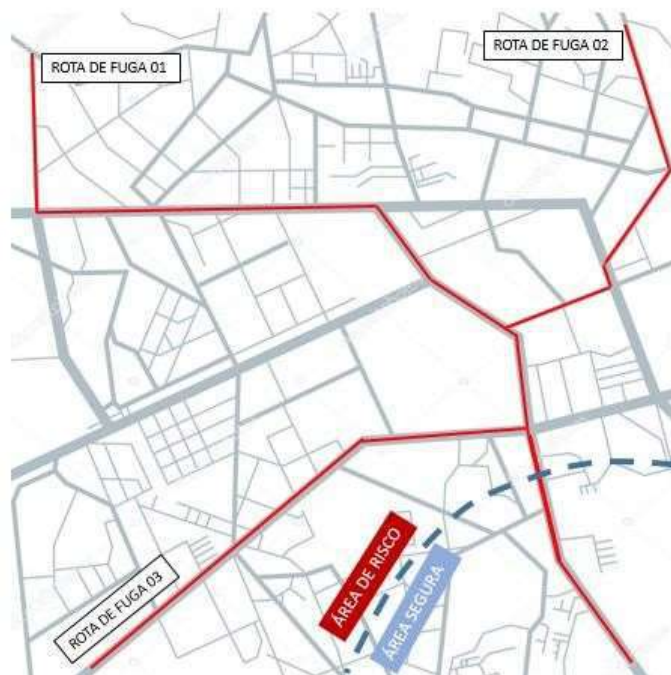 ROTA DE FUGA 01
ROTA DE FUGA 02
ROTA DE FUGA 03
ÁREA DE RISCO
ÁREA SEGURA